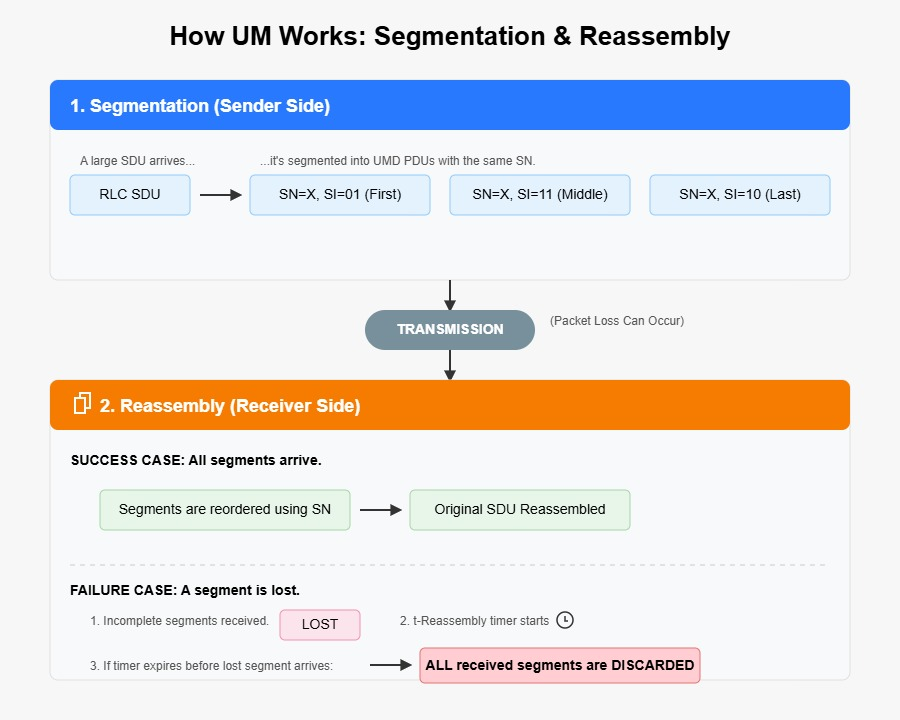 How UM Works: Segmentation & Reassembly
1. Segmentation (Sender Side)
A large SDU arrives...
...it's segmented into UMD PDUs with the same SN.
RLC SDU
SN=X, SI=01 (First)
SN=X, SI=11 (Middle)
SN=X, SI=10 (Last)
TRANSMISSION
(Packet Loss Can Occur)
2. Reassembly (Receiver Side)
SUCCESS CASE: All segments arrive.
Segments are reordered using SN
Original SDU Reassembled
FAILURE CASE: A segment is lost.
1. Incomplete segments received.
LOST
2. t-Reassembly timer starts
3. If timer expires before lost segment arrives:
ALL received segments are DISCARDED